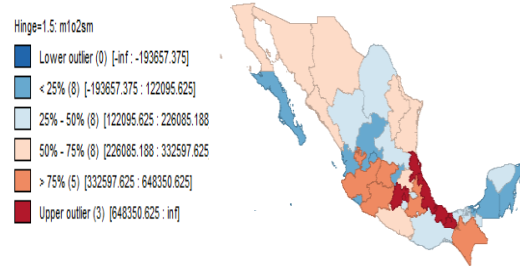 Hinge=1.5: m1o2sm
Lower outlier (0) [-inf : -193657.375]
< 25% (8) [-193657.375 : 122095.625]
25% - 50% (8) [122095.625 : 226085.188]
50% - 75% (8) [226085.188 : 332597.625
> 75% (5) [332597.625 : 648350.625]
Upper outlier (3) [648350.625 : inf]